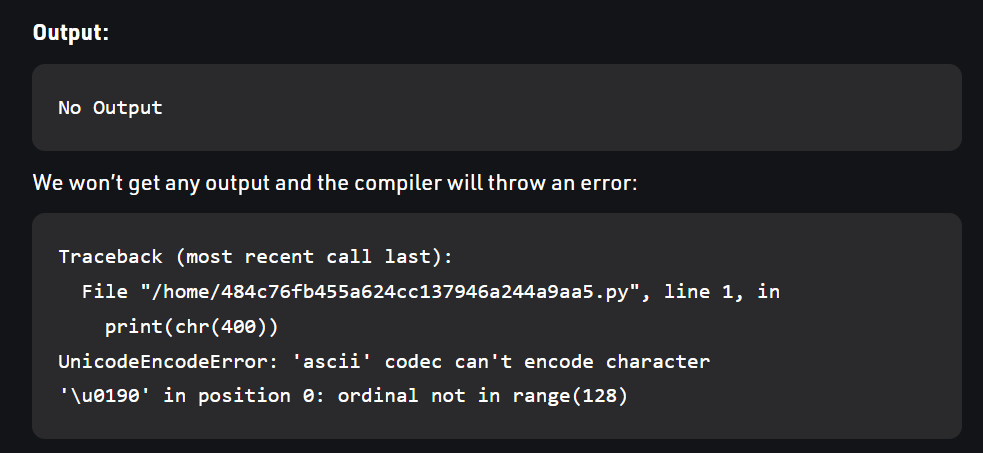 Output:
No Output
We won’t get any output and the compiler will throw an error:
Traceback (most recent call last):
  File "/home/484c76fb455a624cc137946a244a9aa5.py", line 1, in
    print(chr(400))
UnicodeEncodeError: 'ascii' codec can't encode character
'\u0190' in position 0: ordinal not in range(128)